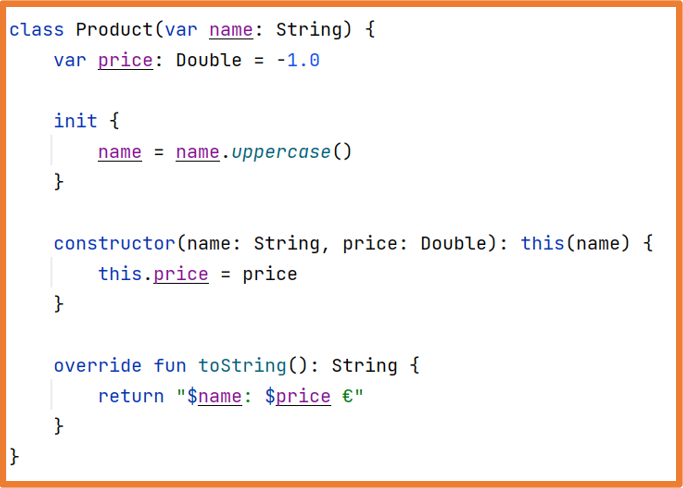 class Product(var name: String) {
    var price: Double = -1.0

    init {
        name = name.uppercase()
    }

    constructor(name: String, price: Double): this(name) {
        this.price = price
    }

    override fun toString(): String {
        return "$name: $price €"
    }
}